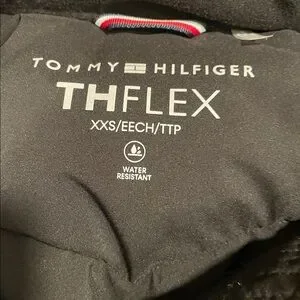 TOMMY HILFIGER
THFLEX
XXS/EECH/TTP
WATER
RESISTANT